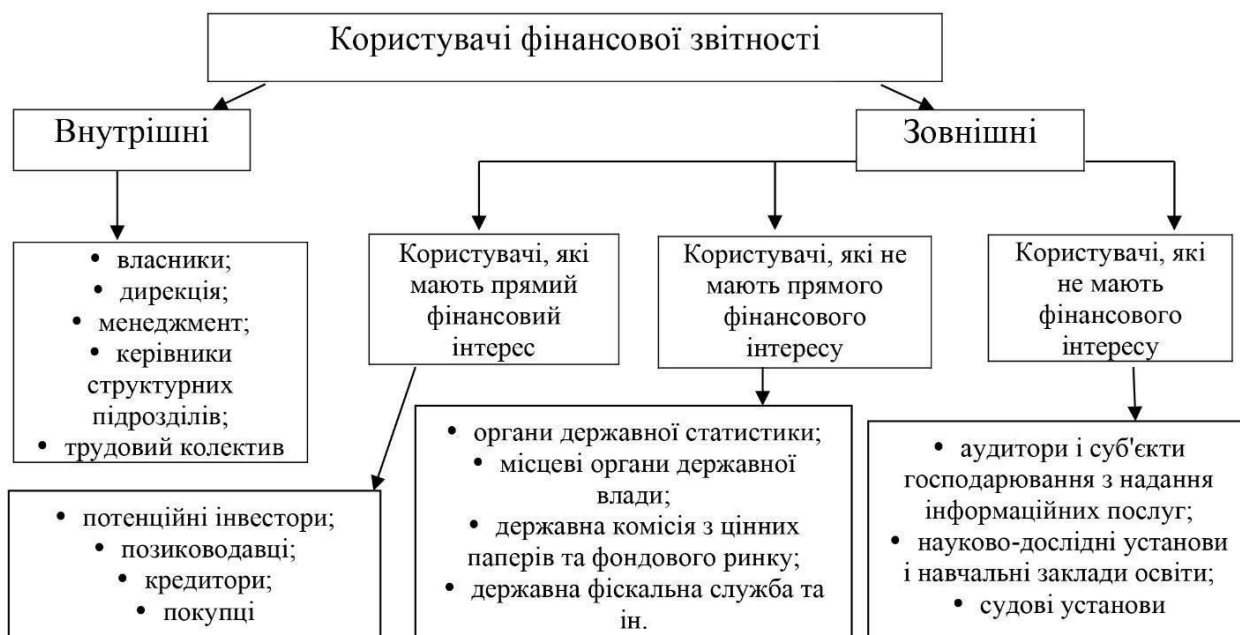 Користувачі фінансової звітності
Внутрішні
Зовнішні
• власники;
• дирекція;
• менеджмент;
• керівники
структурних
підрозділів;
• трудовий колектив
Користувачі, які
мають прямий
фінансовий
інтерес
Користувачі, які не
мають прямого
фінансового
інтересу
Користувачі, які
не мають
фінансового
інтересу
• потенційні інвестори;
• позиководавці;
• кредитори;
• покупці
• органи державної статистики;
• місцеві органи державної
влади;
• державна комісія з цінних
паперів та фондового ринку;
• державна фіскальна служба та
ін.
• аудитори і суб'єкти
господарювання з надання
інформаційних послуг;
• науково-дослідні установи
і навчальні заклади освіти;
• судові установи